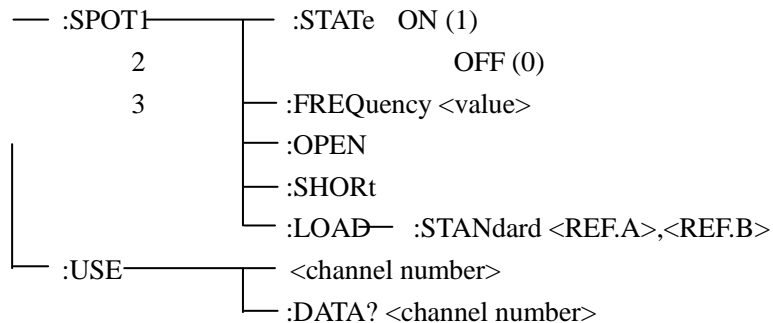 :SPOT1 :STATe ON (1)
2 OFF (0)
3 :FREQuency <value>
:OPEN
:SHORt
:LOAD :STANdard <REF.A>,<REF.B>
:USE <channel number>
:DATA? <channel number>